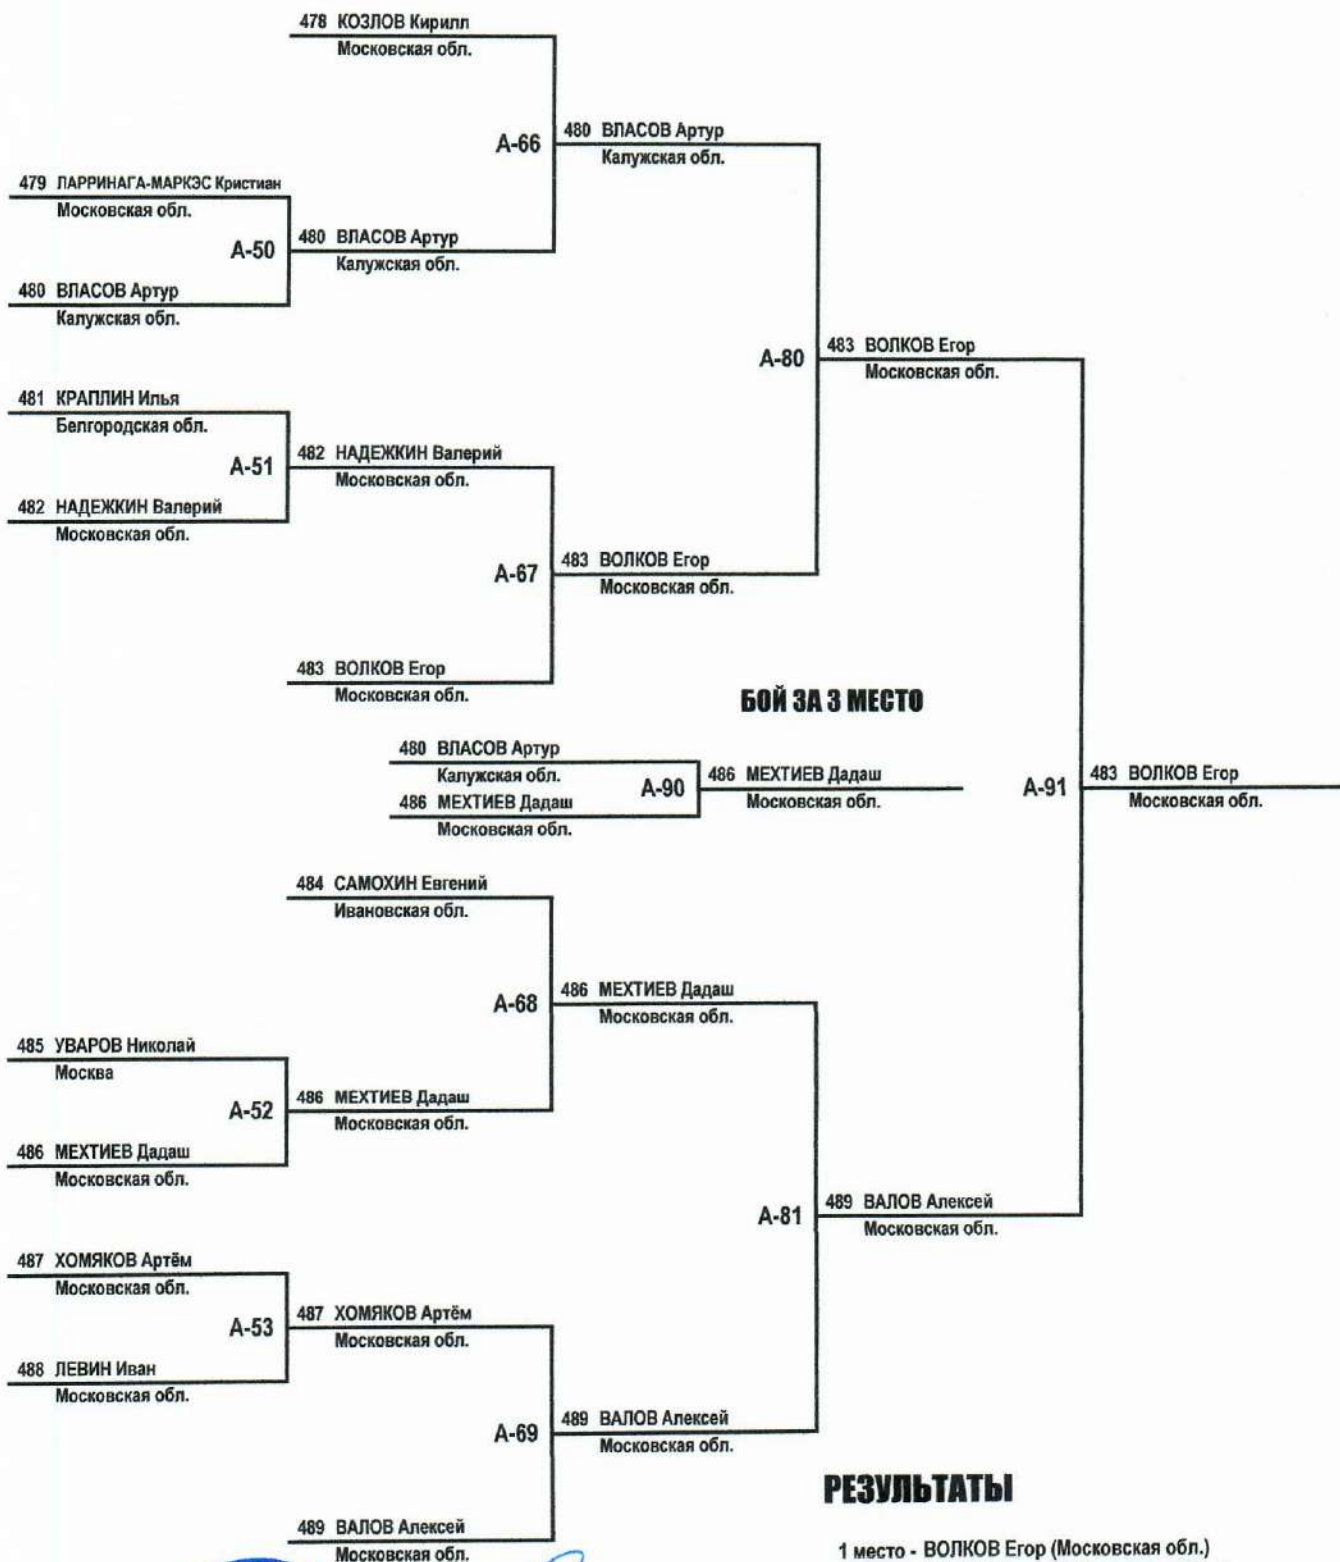 478 КОЗЛОВ Кирилл
Московская обл.
А-66
480 ВЛАСОВ Артур
Калужская обл.
479 ЛАРРИНАГА-МАРКЭС Кристиан
Московская обл.
А-50
480 ВЛАСОВ Артур
Калужская обл.
480 ВЛАСОВ Артур
Калужская обл.
А-80
483 ВОЛКОВ Егор
Московская обл.
481 КРАПЛИН Илья
Белгородская обл.
А-51
482 НАДЕЖКИН Валерий
Московская обл.
482 НАДЕЖКИН Валерий
Московская обл.
А-67
483 ВОЛКОВ Егор
Московская обл.
483 ВОЛКОВ Егор
Московская обл.
БОЙ ЗА 3 МЕСТО
480 ВЛАСОВ Артур
Калужская обл.
А-90
486 МЕХТИЕВ Дадаш
Московская обл.
486 МЕХТИЕВ Дадаш
Московская обл.
А-91
483 ВОЛКОВ Егор
Московская обл.
484 САМОХИН Евгений
Ивановская обл.
А-68
486 МЕХТИЕВ Дадаш
Московская обл.
485 УВАРОВ Николай
Москва
А-52
486 МЕХТИЕВ Дадаш
Московская обл.
486 МЕХТИЕВ Дадаш
Московская обл.
А-81
489 ВАЛОВ Алексей
Московская обл.
487 ХОМЯКОВ Артём
Московская обл.
А-53
487 ХОМЯКОВ Артём
Московская обл.
488 ЛЕВИН Иван
Московская обл.
А-69
489 ВАЛОВ Алексей
Московская обл.
489 ВАЛОВ Алексей
Московская обл.
РЕЗУЛЬТАТЫ
1 место - ВОЛКОВ Егор (Московская обл.)